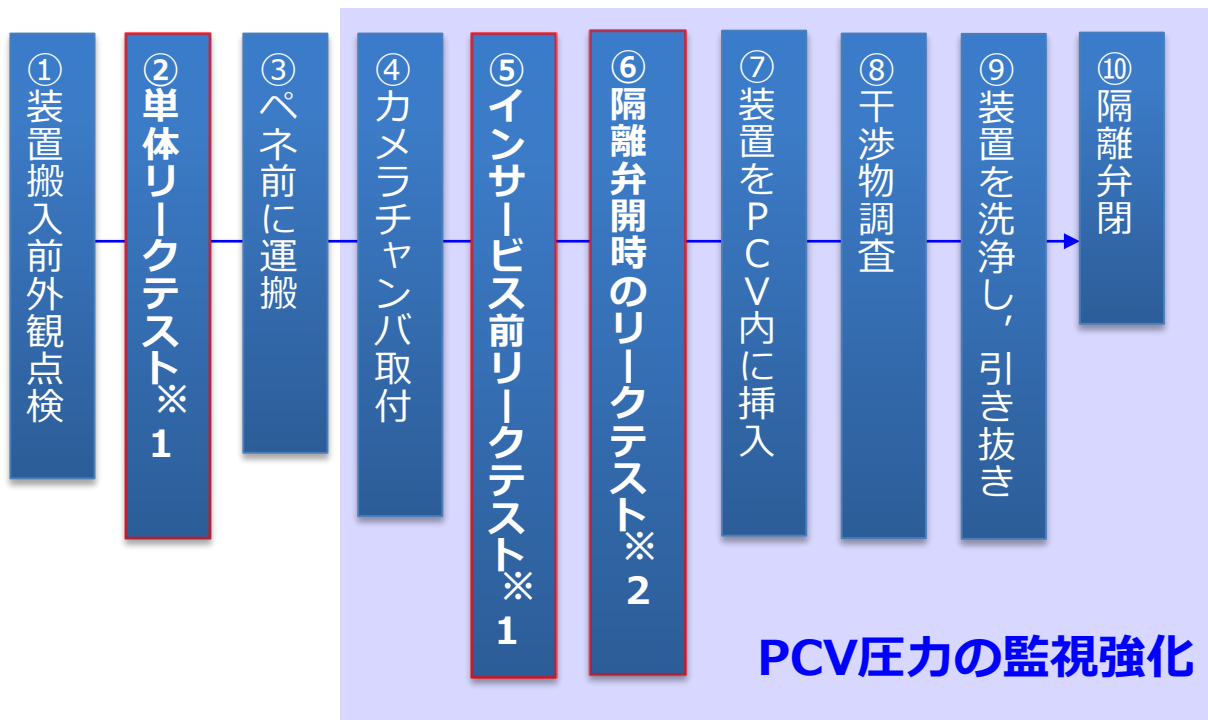 ①装置搬入前外観点検
②単体リークテスト※1
③ペネ前に運搬
④カメラチャンバ取付
⑤インサービス前リークテスト※1
⑥隔離弁開時のリークテスト※2
⑦装置をPCV内に挿入
⑧干渉物調査
⑨装置を洗浄し，引き抜き
⑩隔離弁閉
PCV圧力の監視強化